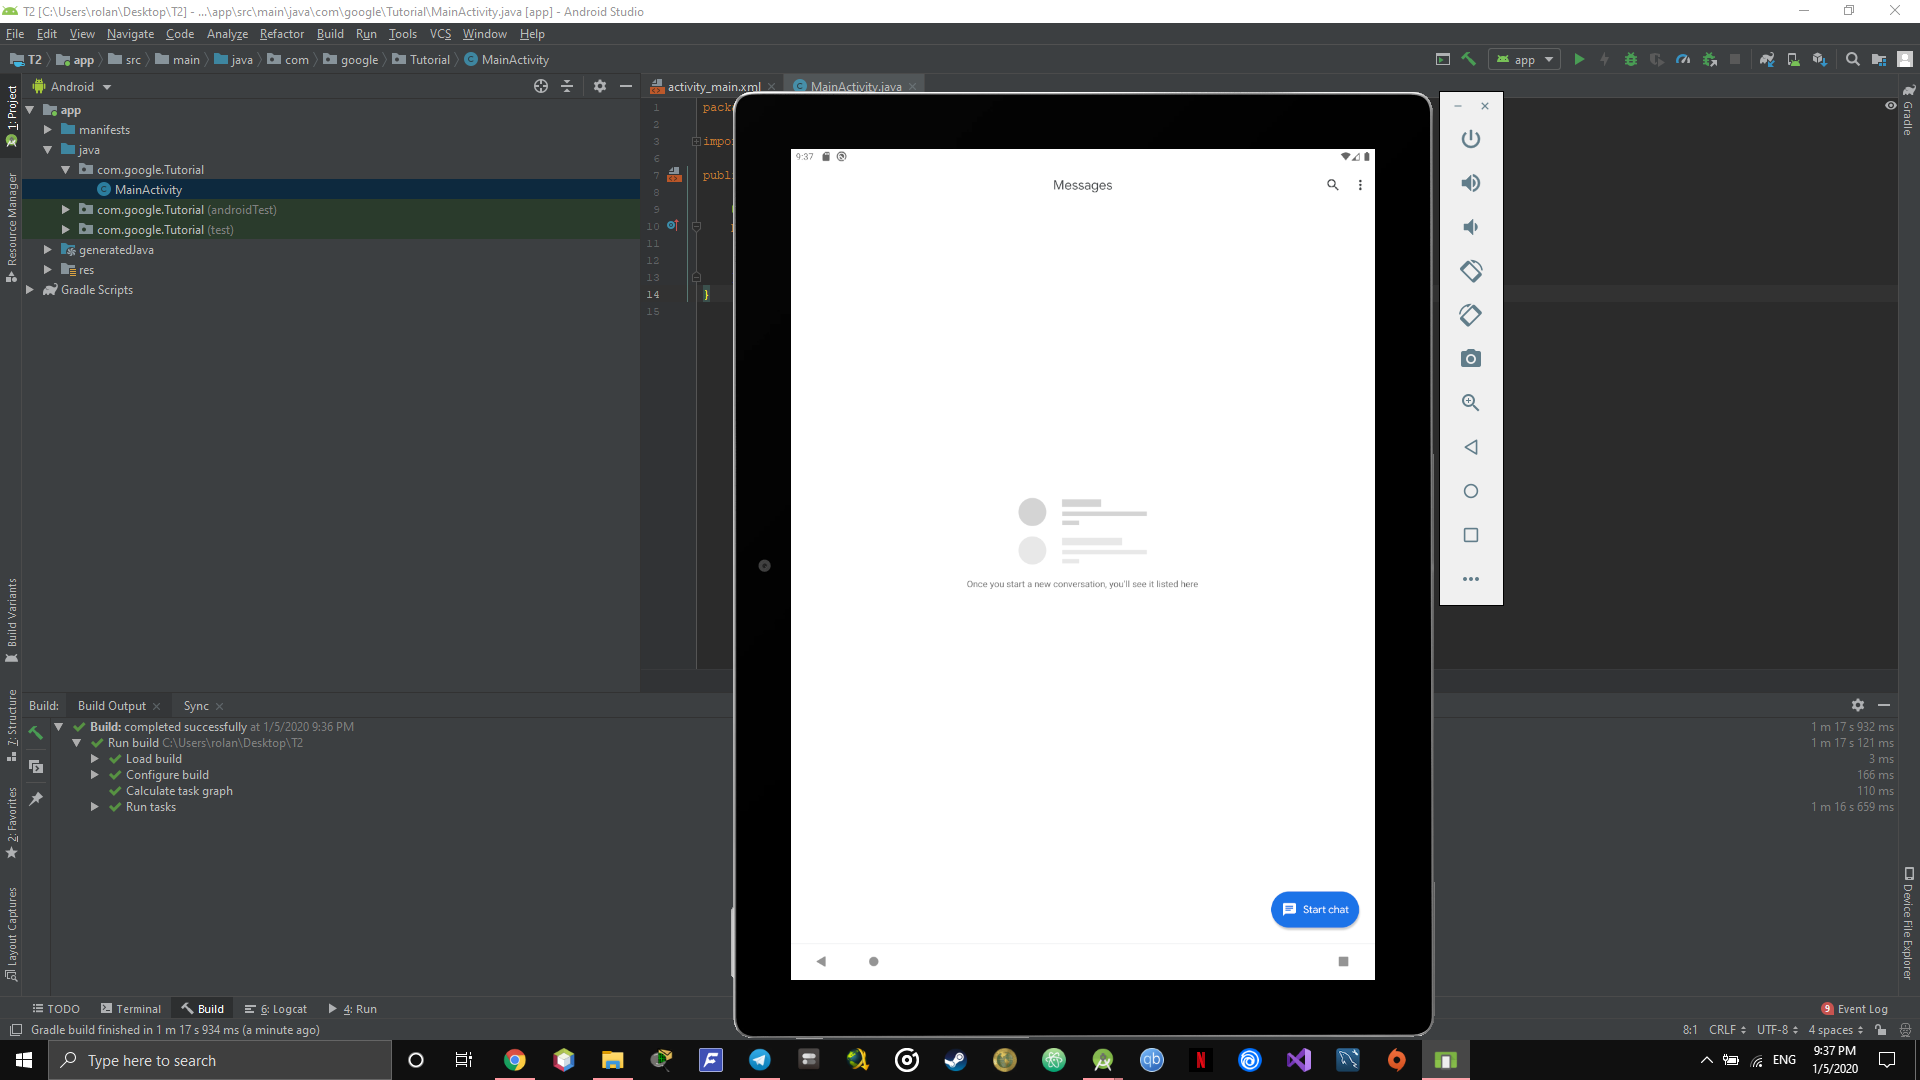 T2 [C:\Users\rolan\Desktop\T2] - ...\app\src\main\java\com\google\Tutorial\MainActivity.java [app] - Android Studio
File Edit View Navigate Code Analyze Refactor Build Run Tools VCS Window Help
T2 app src main java com google Tutorial MainActivity
app
Android
activity_main.xml MainActivity.java
1: Project
Resource Manager
Build Variants
7: Structure
2: Favorites
Layout Captures
app
manifests
java
com.google.Tutorial
MainActivity
com.google.Tutorial (androidTest)
com.google.Tutorial (test)
generatedJava
res
Gradle Scripts
1 pack
2
3 impo
6
7 publi
8
9
10
11
12
13
14 }
15
Gradle
Device File Explorer
9:37
Messages
Once you start a new conversation, you'll see it listed here
Start chat
Build: Build Output Sync
Build: completed successfully at 1/5/2020 9:36 PM 1 m 17 s 932 ms
Run build C:\Users\rolan\Desktop\T2 1 m 17 s 121 ms
Load build 3 ms
Configure build 166 ms
Calculate task graph 110 ms
Run tasks 1 m 16 s 659 ms
TODO Terminal Build 6: Logcat 4: Run 9 Event Log
Gradle build finished in 1 m 17 s 934 ms (a minute ago) 8:1 CRLF UTF-8 4 spaces
Type here to search
qb
N
ENG
9:37 PM
1/5/2020